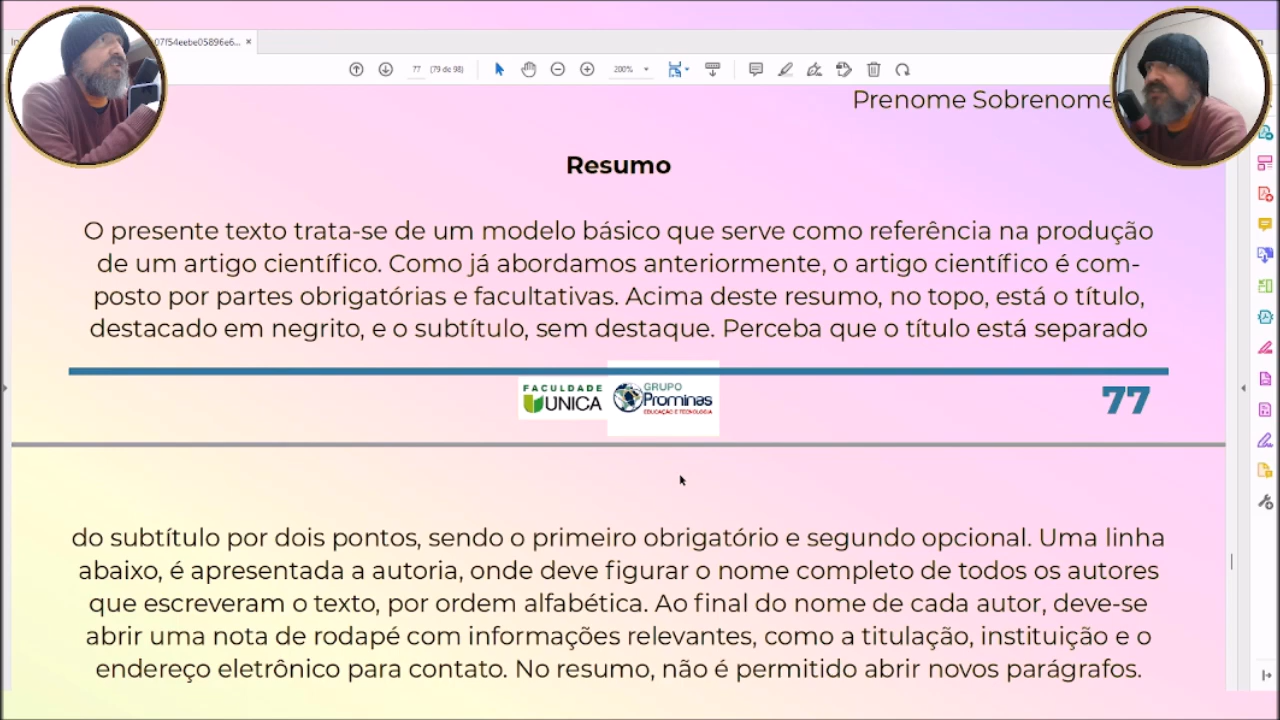 07f54eebe05896e6...
77 (79 de 98)
200%
Prenome Sobrenome
Resumo
O presente texto trata-se de um modelo básico que serve como referência na produção
de um artigo científico. Como já abordamos anteriormente, o artigo científico é com-
posto por partes obrigatórias e facultativas. Acima deste resumo, no topo, está o título,
destacado em negrito, e o subtítulo, sem destaque. Perceba que o título está separado
FACULDADE
UNICA
GRUPO
Prominas
EDUCAÇÃO E TECNOLOGIA
77
do subtítulo por dois pontos, sendo o primeiro obrigatório e segundo opcional. Uma linha
abaixo, é apresentada a autoria, onde deve figurar o nome completo de todos os autores
que escreveram o texto, por ordem alfabética. Ao final do nome de cada autor, deve-se
abrir uma nota de rodapé com informações relevantes, como a titulação, instituição e o
endereço eletrônico para contato. No resumo, não é permitido abrir novos parágrafos.